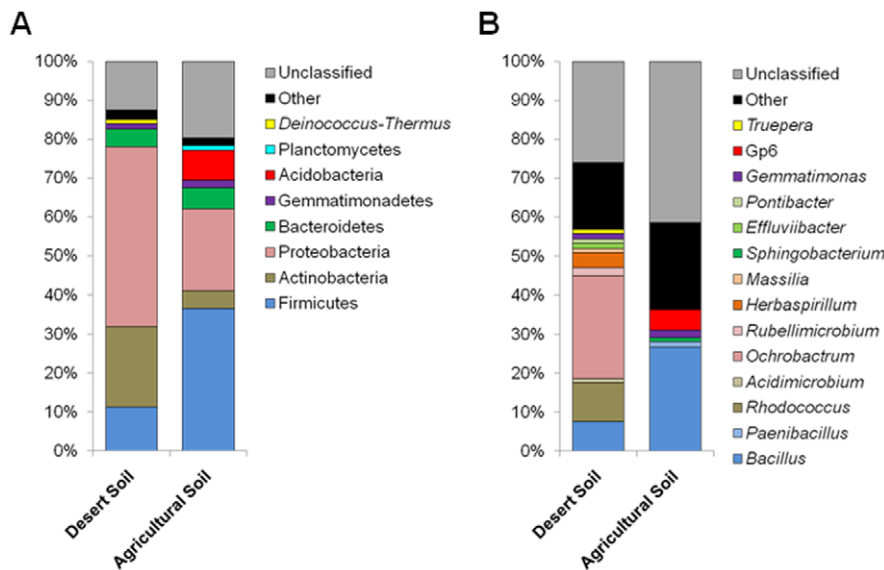 A
100%
90%
80%
70%
60%
50%
40%
30%
20%
10%
0%
Desert Soil
Agricultural Soil
Unclassified
Other
Deinococcus-Thermus
Planctomycetes
Acidobacteria
Gemmatimonadetes
Bacteroidetes
Proteobacteria
Actinobacteria
Firmicutes
B
100%
90%
80%
70%
60%
50%
40%
30%
20%
10%
0%
Desert Soil
Agricultural Soil
Unclassified
Other
Truepera
Gp6
Gemmatimonas
Pontibacter
Effluviibacter
Sphingobacterium
Massilia
Herbaspirillum
Rubellimicrobium
Ochrobactrum
Acidimicrobium
Rhodococcus
Paenibacillus
Bacillus